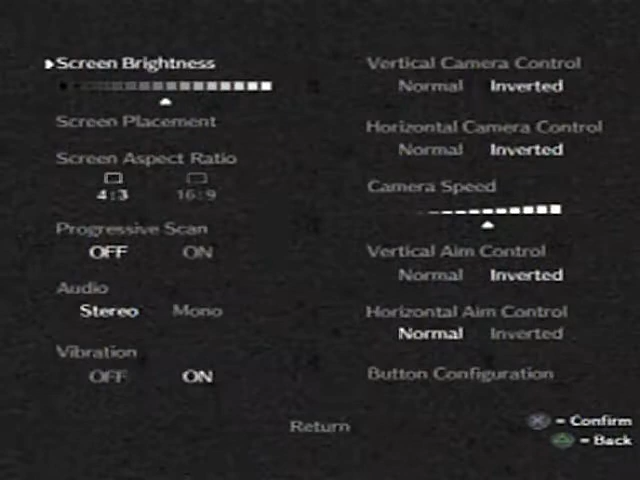 Screen Brightness
Screen Placement
Screen Aspect Ratio
4:3 16:9
Progressive Scan
OFF ON
Audio
Stereo Mono
Vibration
OFF ON
Vertical Camera Control
Normal Inverted
Horizontal Camera Control
Normal Inverted
Camera Speed
Vertical Aim Control
Normal Inverted
Horizontal Aim Control
Normal Inverted
Button Configuration
Return
= Confirm
= Back